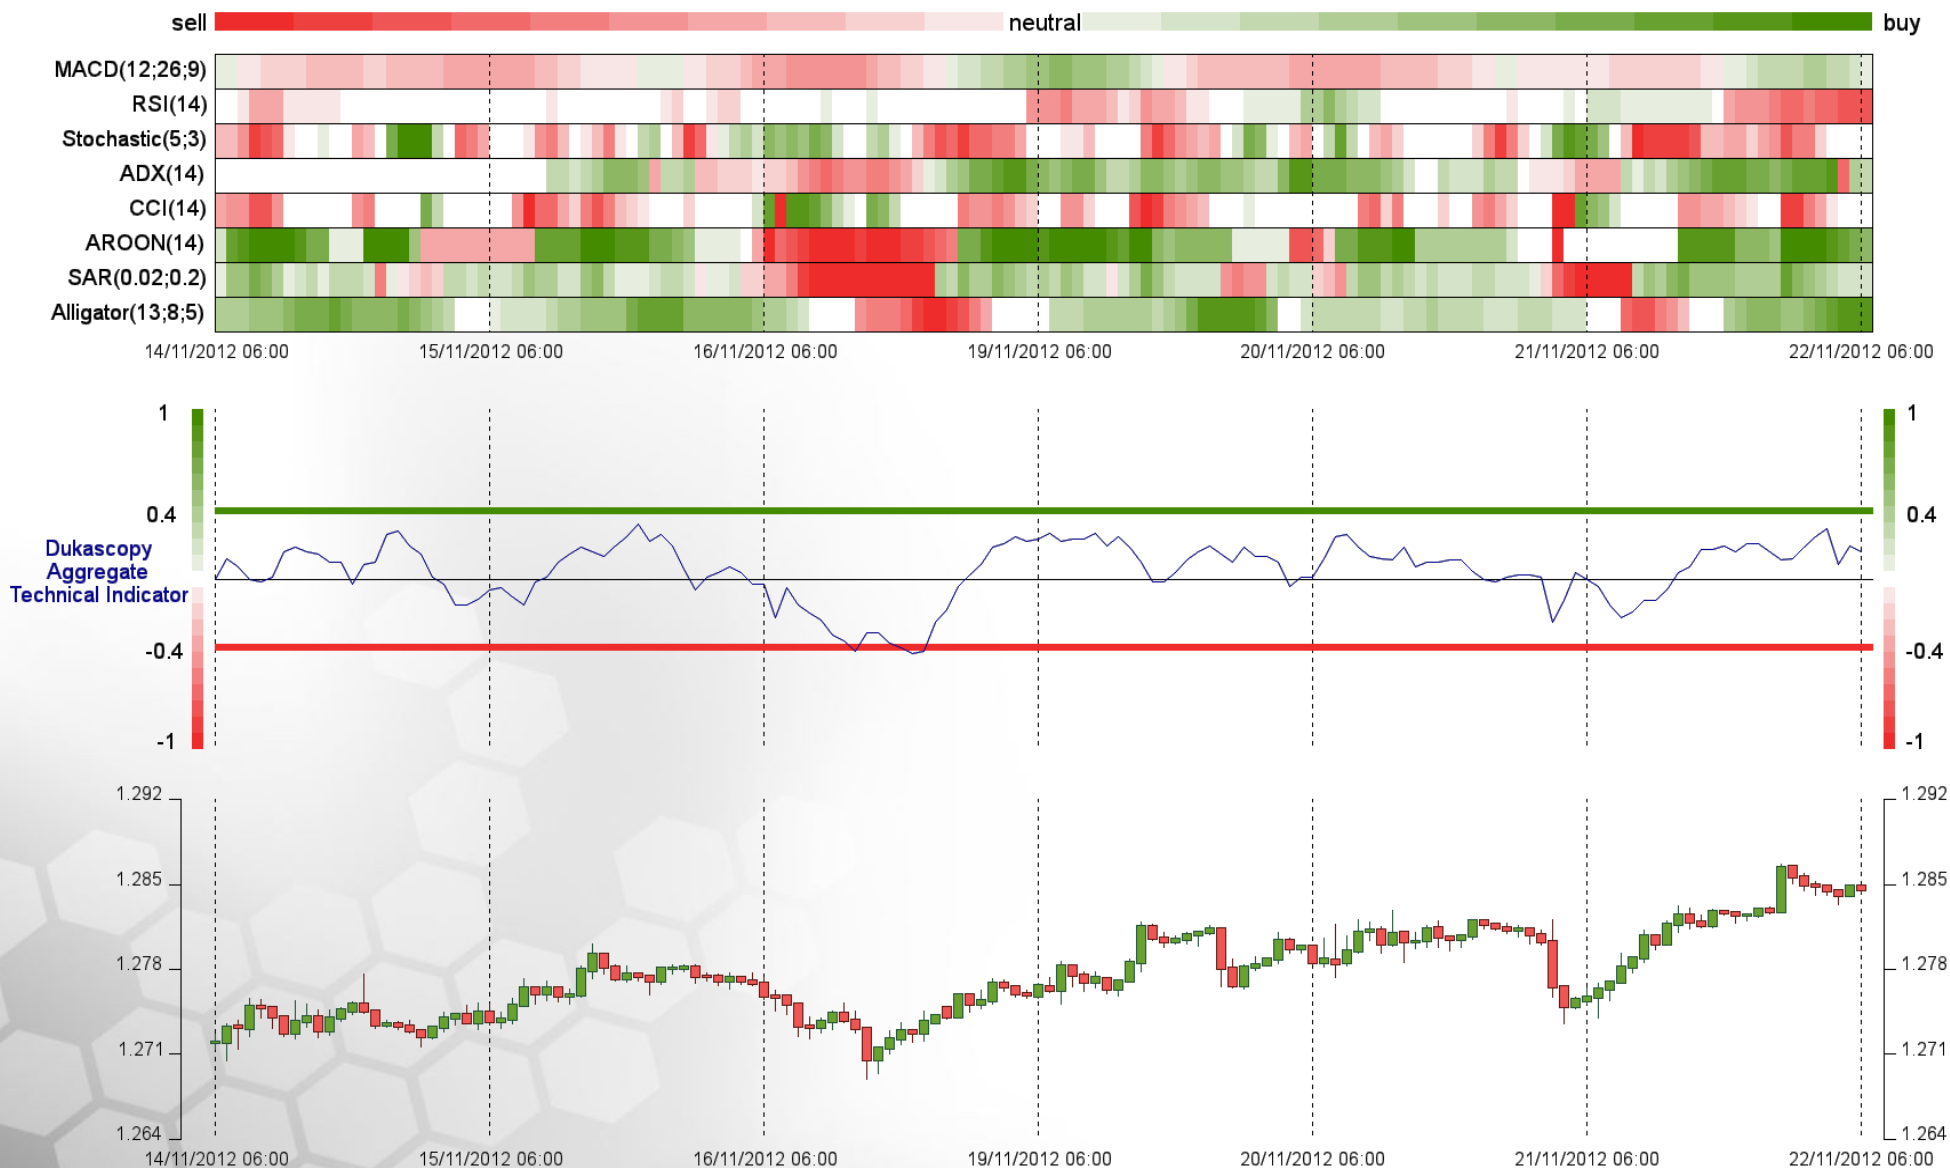 sell neutral buy
MACD(12;26;9)
RSI(14)
Stochastic(5;3)
ADX(14)
CCI(14)
AROON(14)
SAR(0.02;0.2)
Alligator(13;8;5)
14/11/2012 06:00 15/11/2012 06:00 16/11/2012 06:00 19/11/2012 06:00 20/11/2012 06:00 21/11/2012 06:00 22/11/2012 06:00
1 1
0.4 0.4
Dukascopy
Aggregate
Technical Indicator
-0.4 -0.4
-1 -1
1.292 1.292
1.285 1.285
1.278 1.278
1.271 1.271
1.264 1.264
14/11/2012 06:00 15/11/2012 06:00 16/11/2012 06:00 19/11/2012 06:00 20/11/2012 06:00 21/11/2012 06:00 22/11/2012 06:00